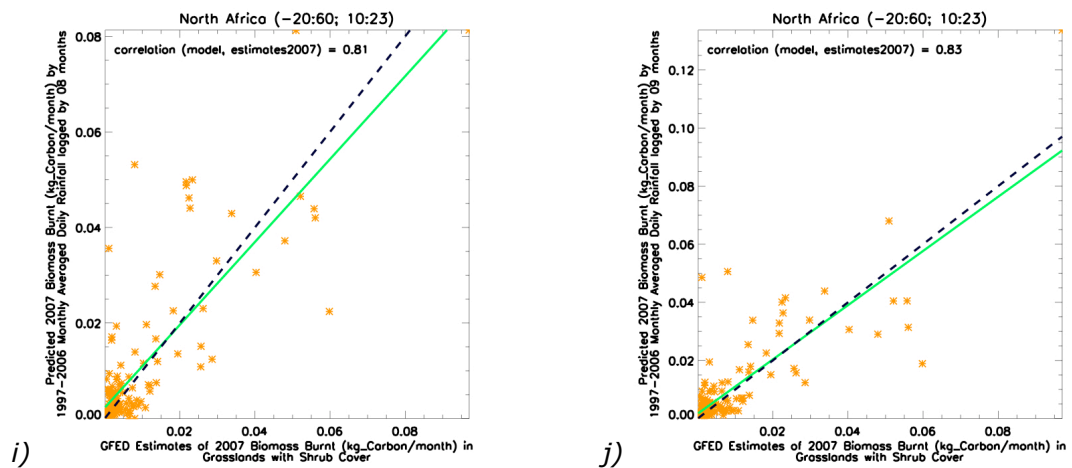 North Africa (-20:60; 10:23)
correlation (model, estimates2007) = 0.81
Predicted 2007 Biomass Burnt (kg_Carbon/month) by
1997-2006 Monthly Averaged Daily Rainfall lagged by 08 months
0.08
0.06
0.04
0.02
0.00
0.02
0.04
0.06
0.08
GFED Estimates of 2007 Biomass Burnt (kg_Carbon/month) in
Grasslands with Shrub Cover
i)
North Africa (-20:60; 10:23)
correlation (model, estimates2007) = 0.83
Predicted 2007 Biomass Burnt (kg_Carbon/month) by
1997-2006 Monthly Averaged Daily Rainfall lagged by 09 months
0.12
0.10
0.08
0.06
0.04
0.02
0.00
0.02
0.04
0.06
0.08
GFED Estimates of 2007 Biomass Burnt (kg_Carbon/month) in
Grasslands with Shrub Cover
j)